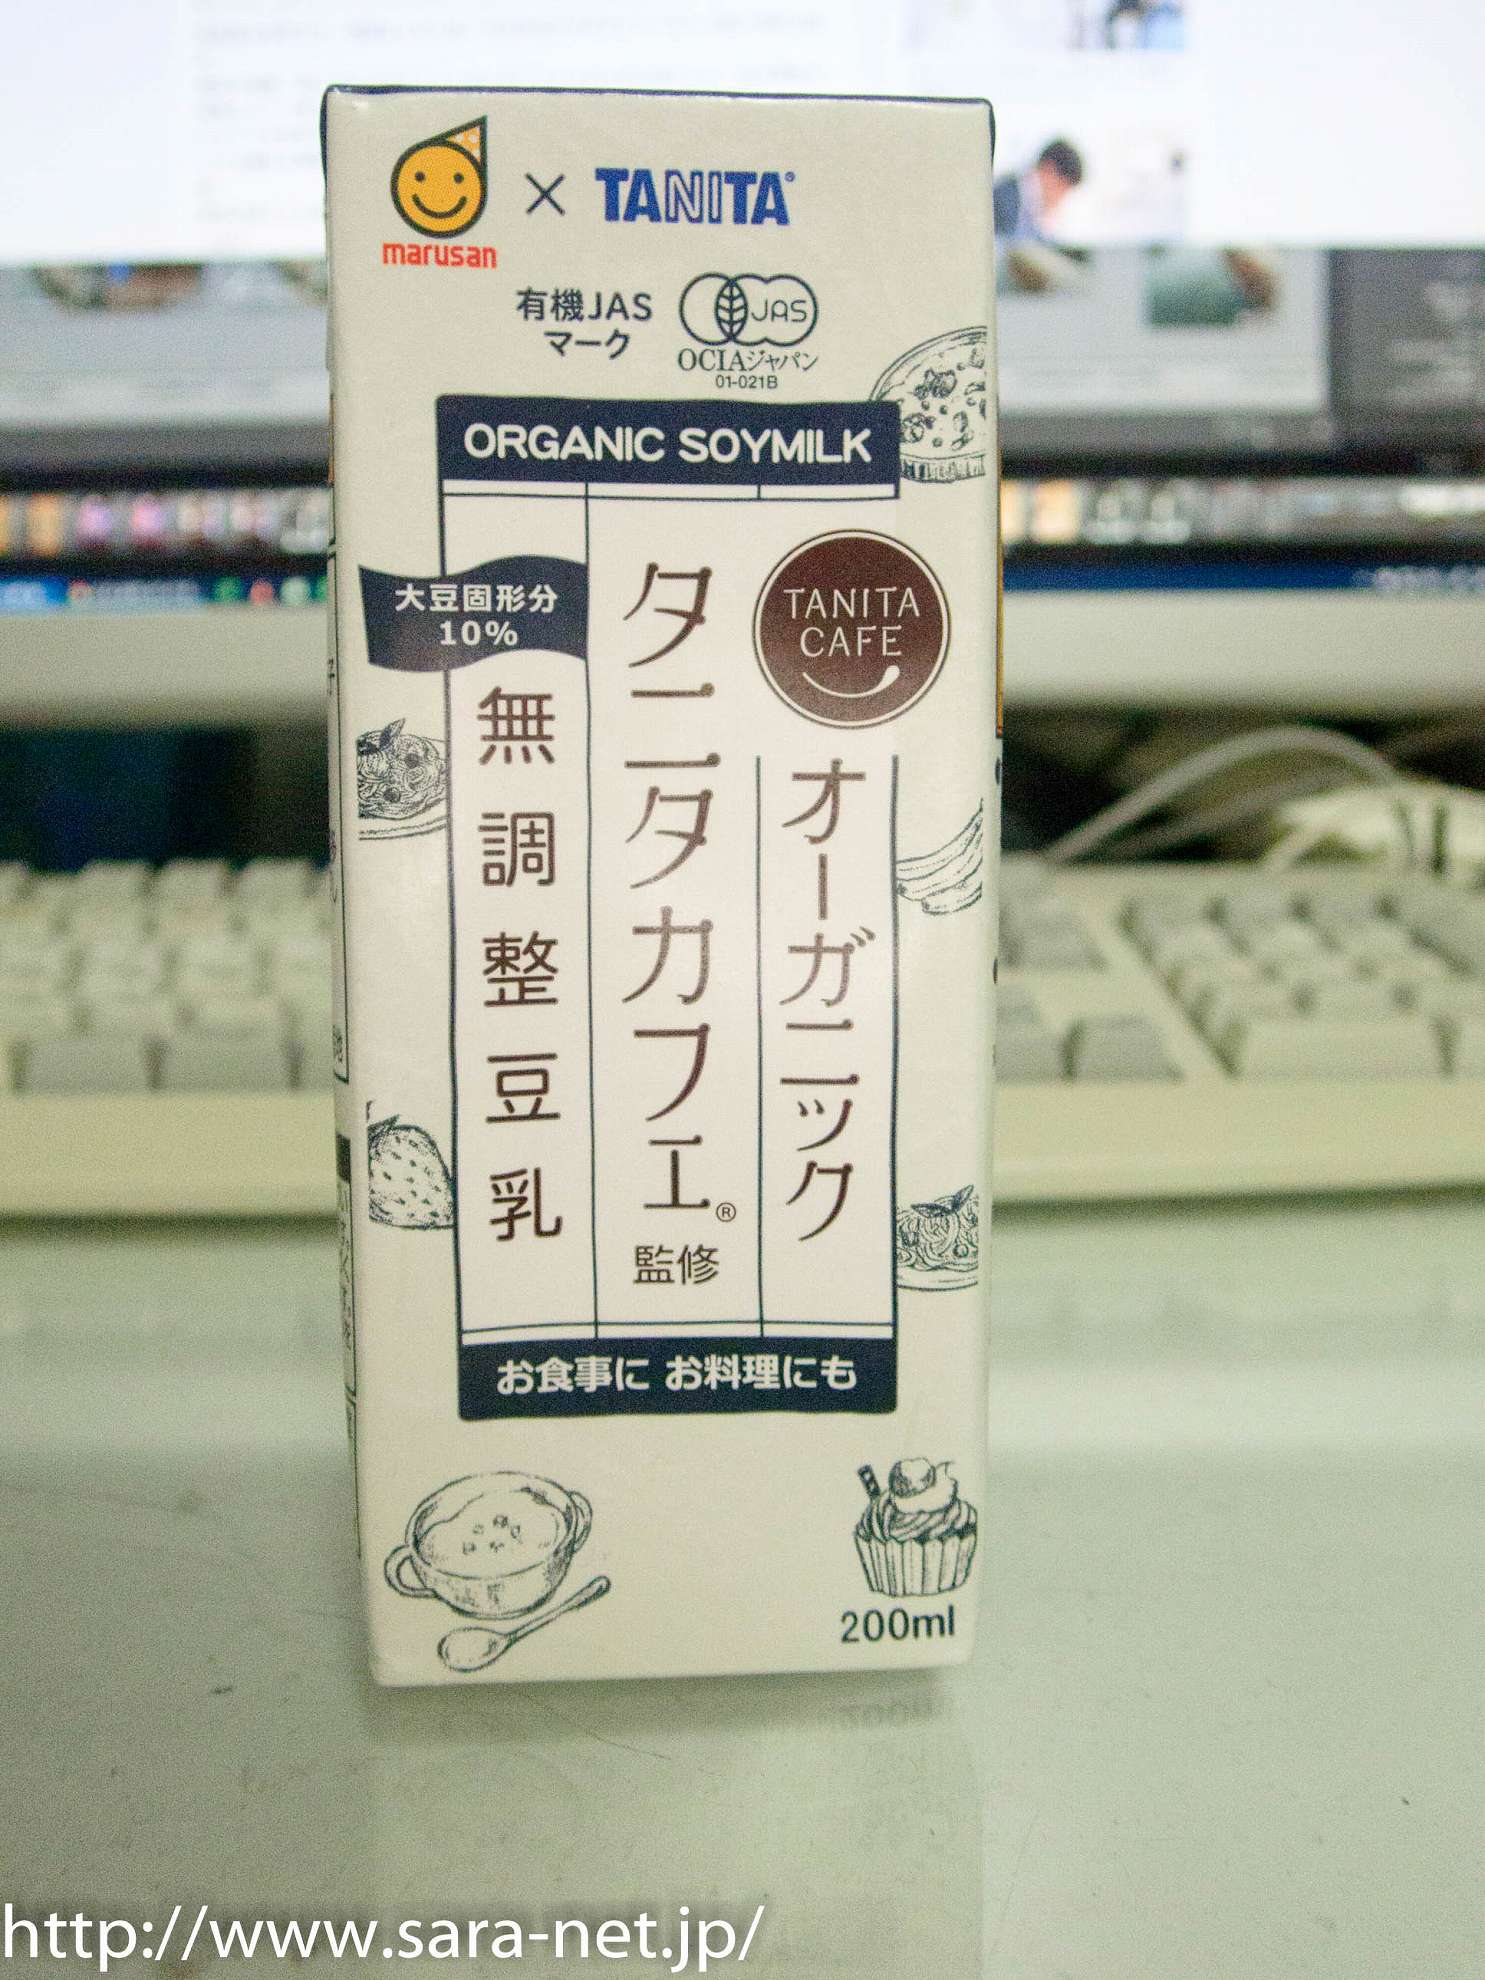 marusan
×
TANITA®
有機JAS
マーク
JAS
OCIAジャパン
01-021B
ORGANIC SOYMILK
TANITA
CAFE
オーガニック
タニタカフェ®
監修
大豆固形分
10%
無調整豆乳
お食事に お料理にも
200ml
http://www.sara-net.jp/